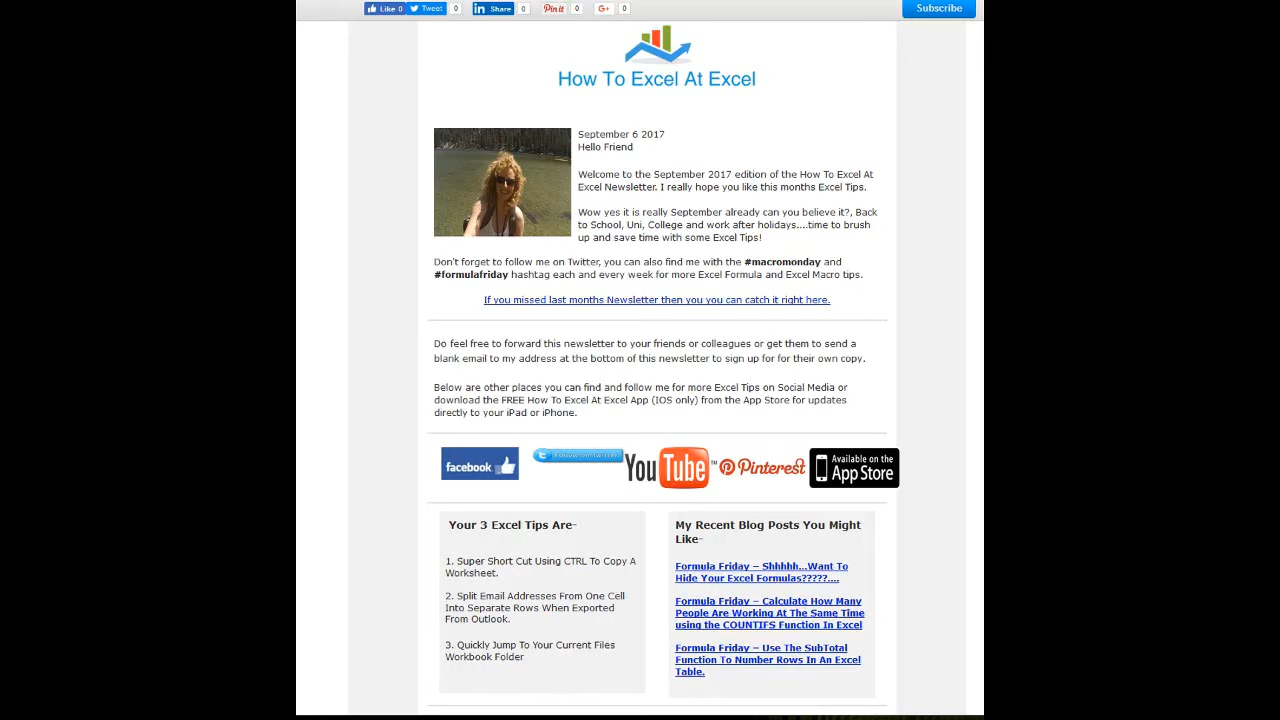 Like 0 Tweet 0 in Share 0 Pin it 0 G+ 0 Subscribe
How To Excel At Excel
September 6 2017
Hello Friend
Welcome to the September 2017 edition of the How To Excel At
Excel Newsletter. I really hope you like this months Excel Tips.
Wow yes it is really September already can you believe it?, Back
to School, Uni, College and work after holidays....time to brush
up and save time with some Excel Tips!
Don't forget to follow me on Twitter, you can also find me with the #macromonday and
#formulafriday hashtag each and every week for more Excel Formula and Excel Macro tips.
If you missed last months Newsletter then you you can catch it right here.
Do feel free to forward this newsletter to your friends or colleagues or get them to send a
blank email to my address at the bottom of this newsletter to sign up for for their own copy.
Below are other places you can find and follow me for more Excel Tips on Social Media or
download the FREE How To Excel At Excel App (IOS only) from the App Store for updates
directly to your iPad or iPhone.
facebook
YouTube™
Pinterest
Available on the
App Store
Your 3 Excel Tips Are-
1. Super Short Cut Using CTRL To Copy A
Worksheet.
2. Split Email Addresses From One Cell
Into Separate Rows When Exported
From Outlook.
3. Quickly Jump To Your Current Files
Workbook Folder
My Recent Blog Posts You Might
Like-
Formula Friday – Shhhhh...Want To
Hide Your Excel Formulas?????....
Formula Friday – Calculate How Many
People Are Working At The Same Time
using the COUNTIFS Function In Excel
Formula Friday – Use The SubTotal
Function To Number Rows In An Excel
Table.